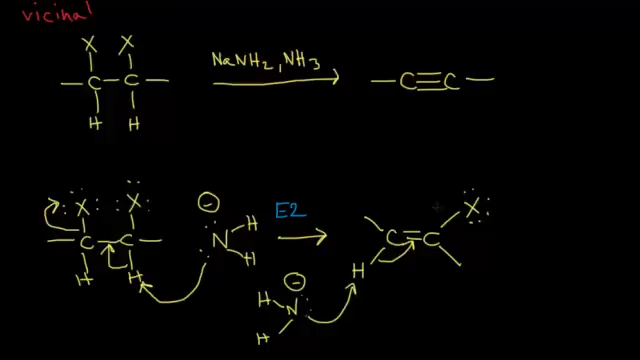 vicinal
X X
NaNH2, NH3
— C — C — — C ≡ C —
H H
X X
H
E2
X
— C — C — N C = C
H
H H
H
H
N
H